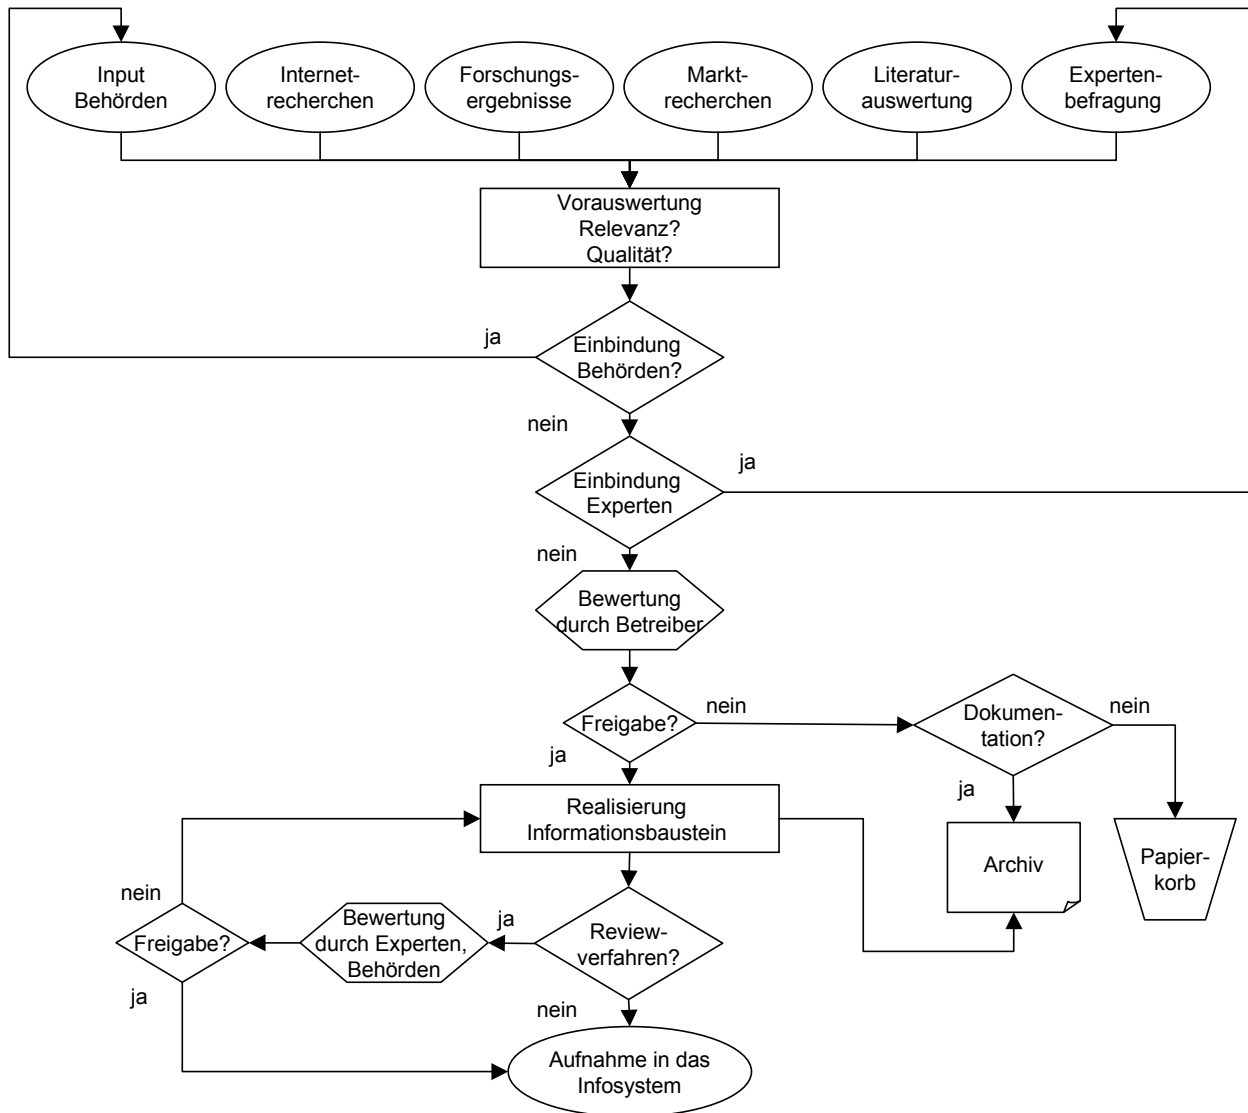 Input
Behörden
Internet-
recherchen
Forschungs-
ergebnisse
Markt-
recherchen
Literatur-
auswertung
Experten-
befragung
Vorauswertung
Relevanz?
Qualität?
ja
Einbindung
Behörden?
nein
Einbindung
Experten
ja
nein
Bewertung
durch Betreiber
Freigabe?
nein
Dokumen-
tation?
nein
ja
ja
Realisierung
Informationsbaustein
Archiv
Papier-
korb
nein
Freigabe?
Bewertung
durch Experten,
Behörden
ja
Review-
verfahren?
ja
nein
Aufnahme in das
Infosystem